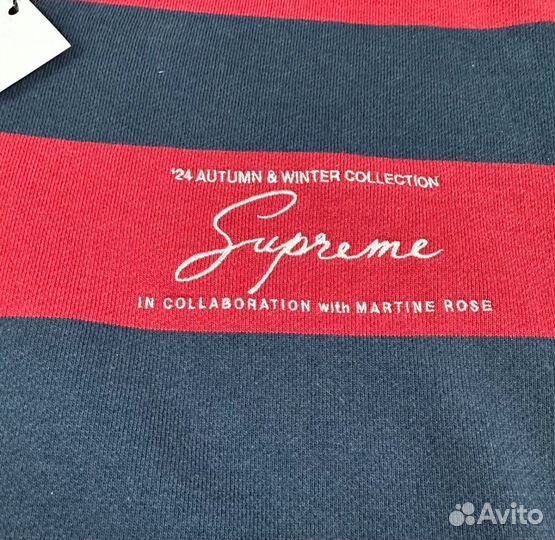 '24 AUTUMN & WINTER COLLECTION
Supreme
IN COLLABORATION with MARTINE ROSE
Avito